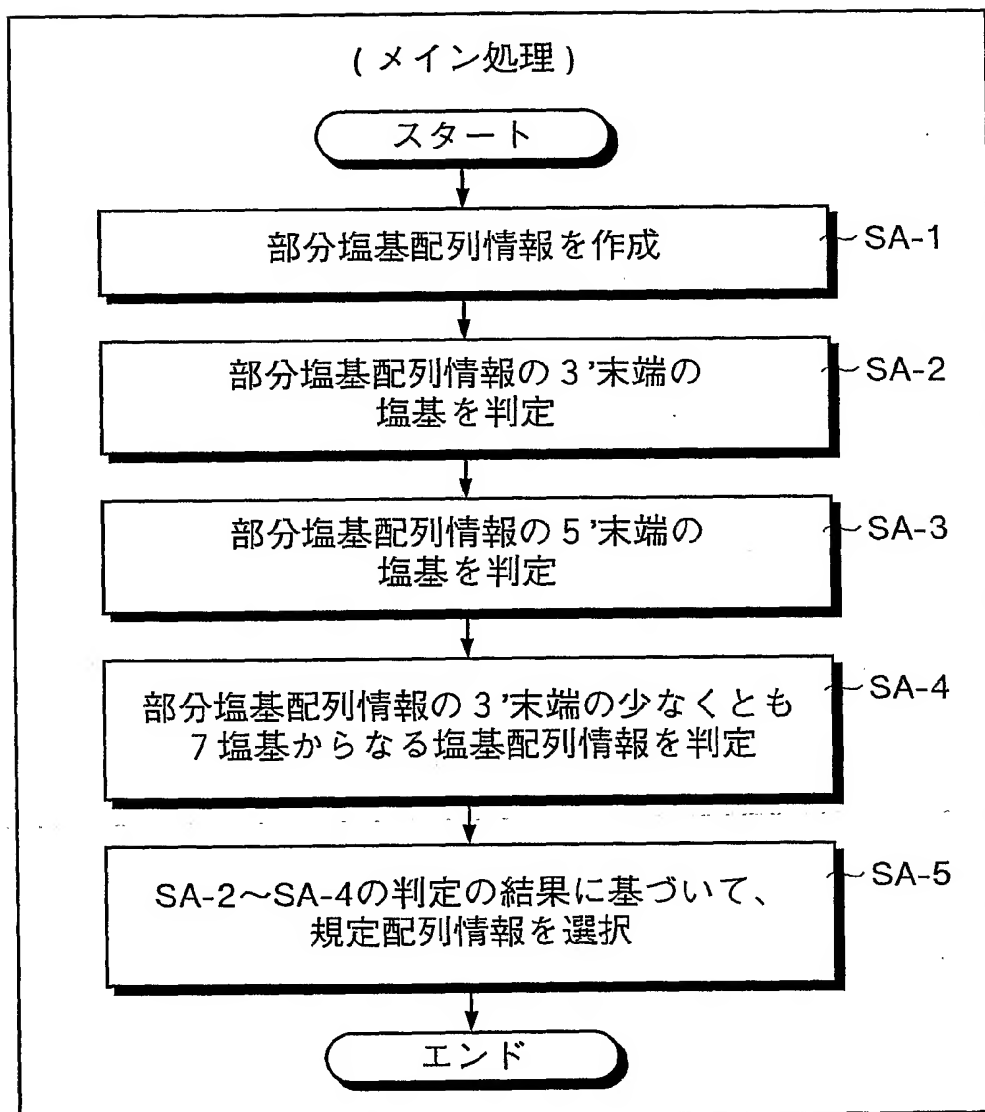 (メイン処理)
スタート
部分塩基配列情報を作成
SA-1
部分塩基配列情報の3'末端の
塩基を判定
SA-2
部分塩基配列情報の5'末端の
塩基を判定
SA-3
部分塩基配列情報の3'末端の少なくとも
7塩基からなる塩基配列情報を判定
SA-4
SA-2～SA-4の判定の結果に基づいて、
規定配列情報を選択
SA-5
エンド